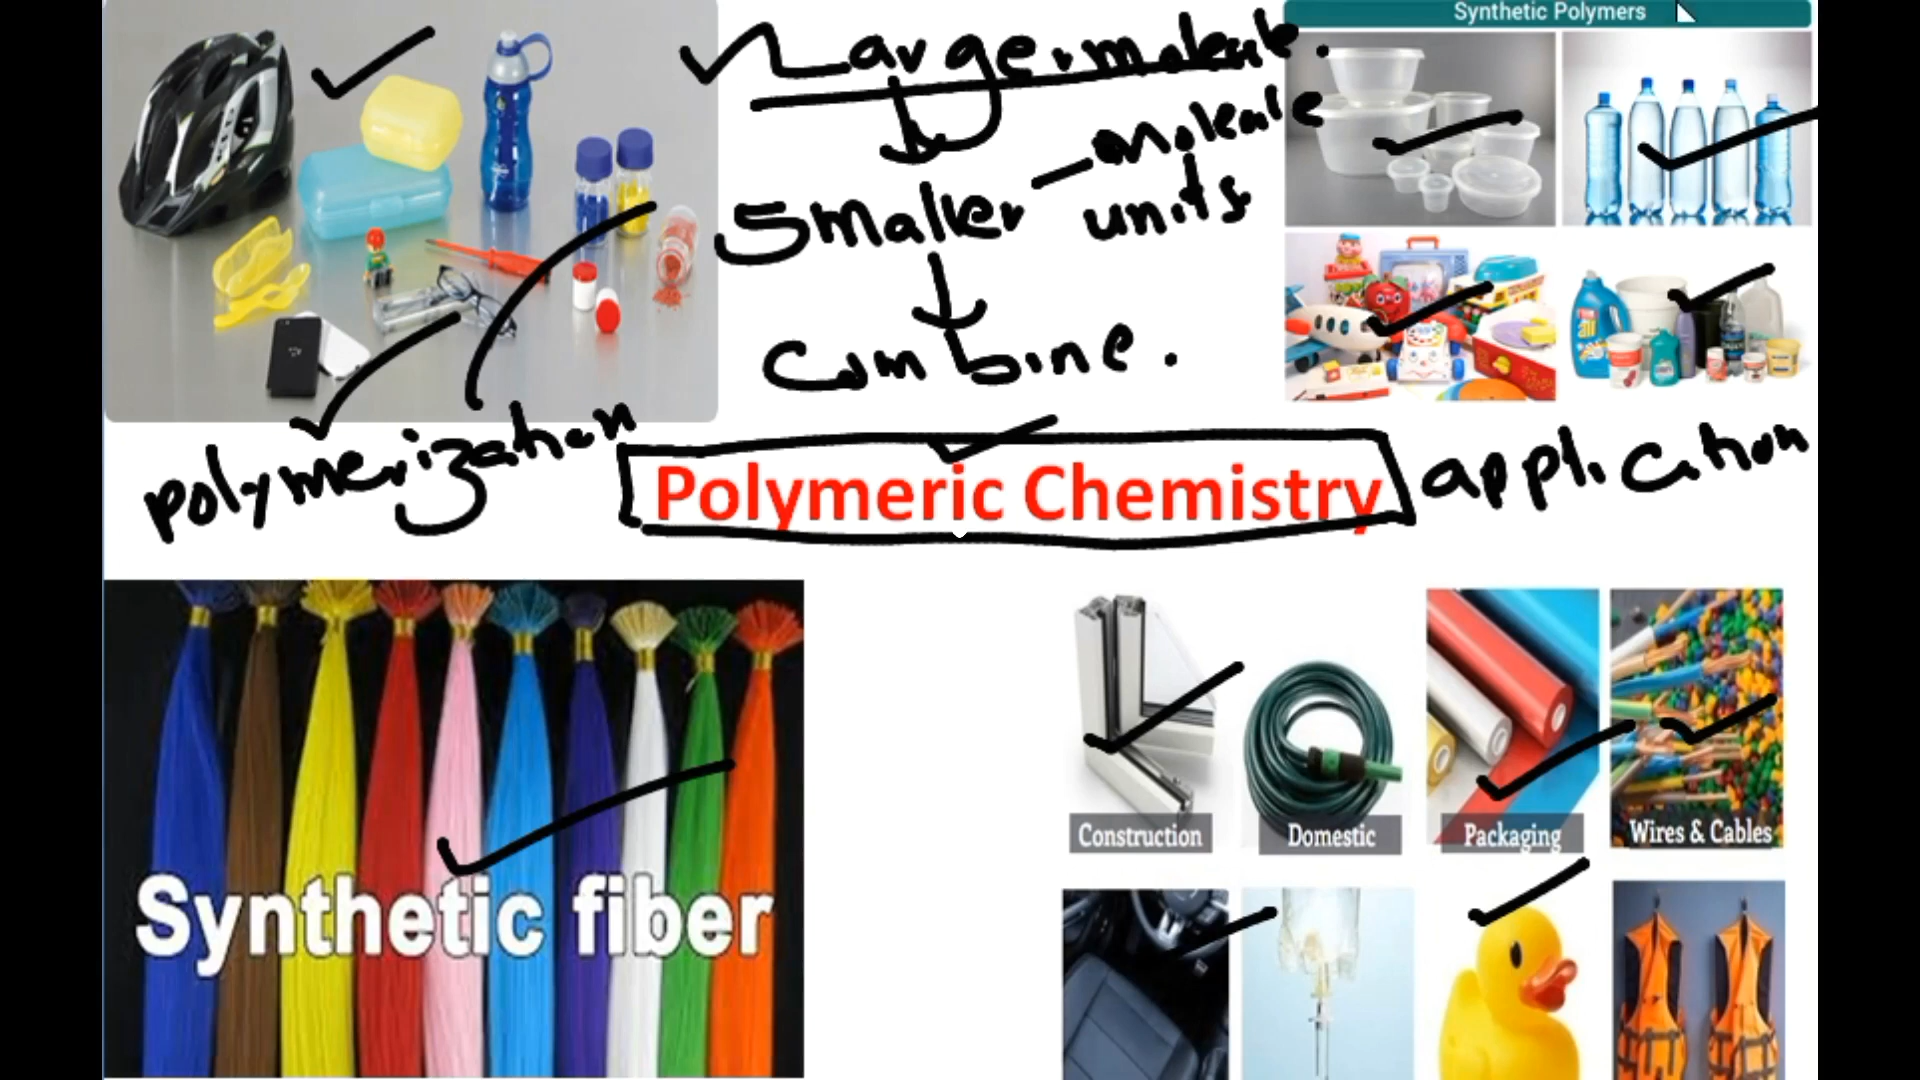 Synthetic Polymers
Large molecule.
Smaller molecule
units
Combine.
polymerization
Polymeric Chemistry
application
Synthetic fiber
Construction
Domestic
Packaging
Wires & Cables